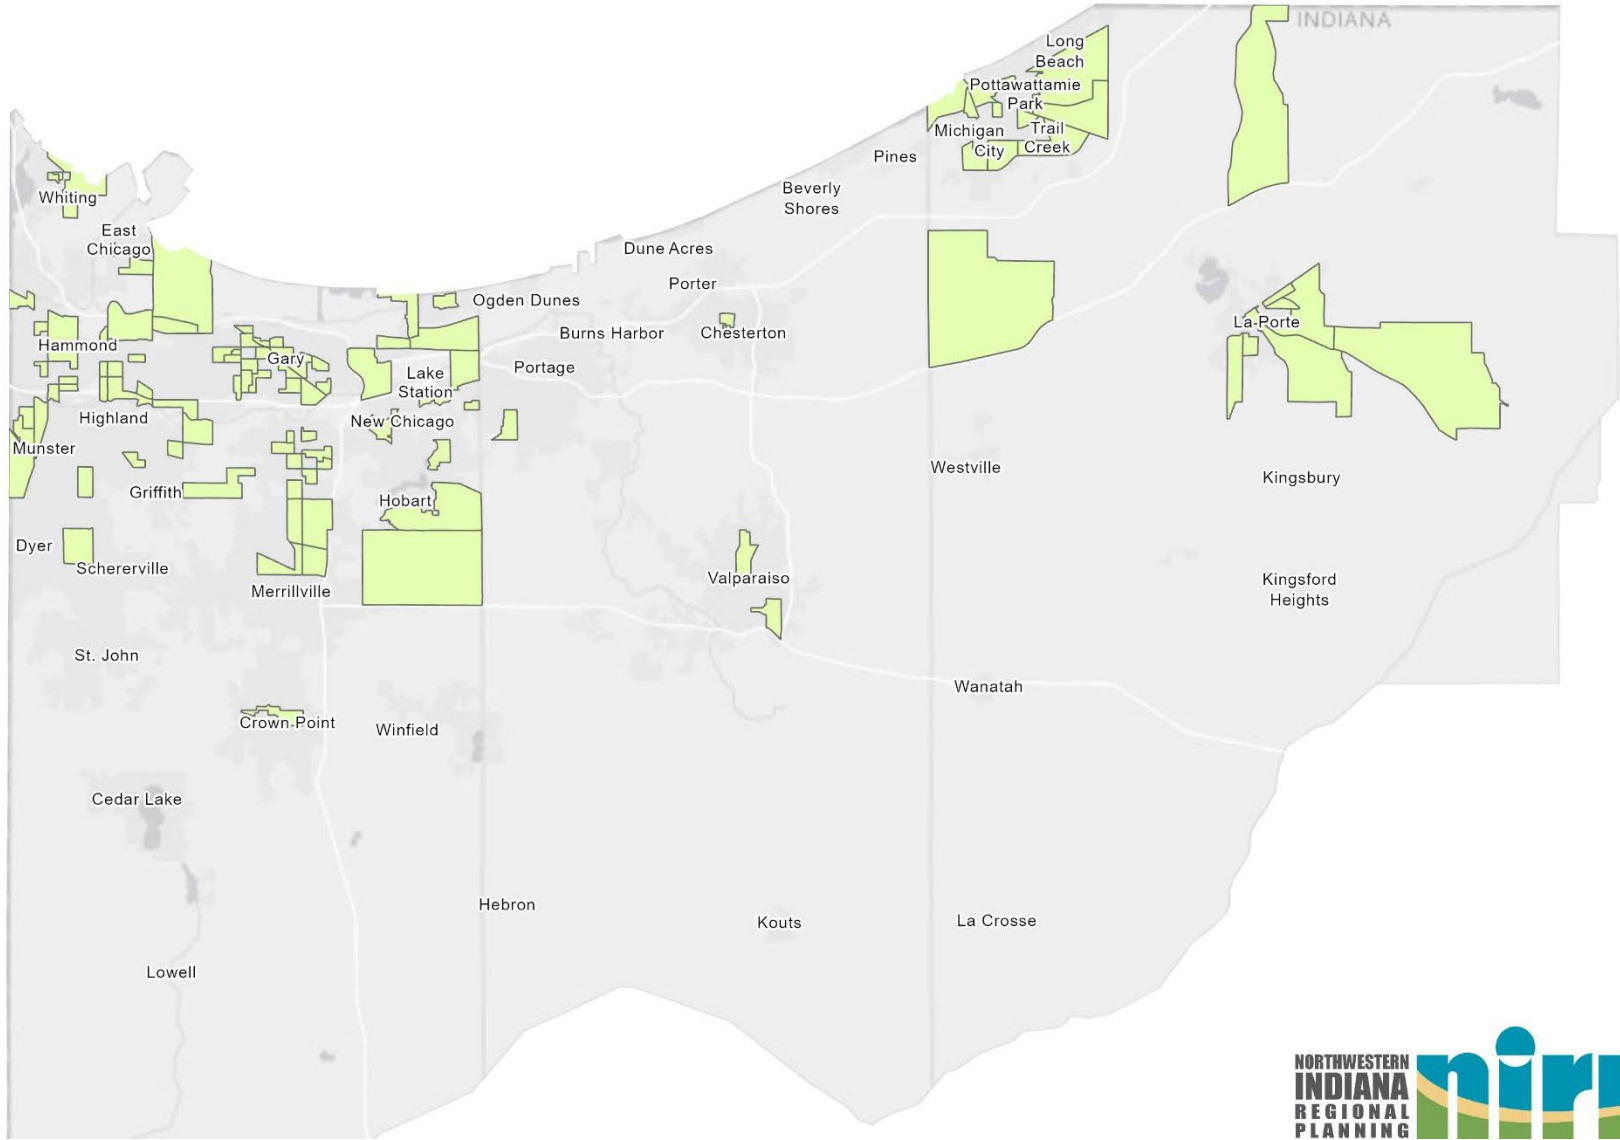 INDIANA
Long
Beach
Pottawattamie
Park
Michigan
City
Trail
Creek
Pines
Beverly
Shores
Whiting
East
Chicago
Dune Acres
Porter
Ogden Dunes
Burns Harbor
Chesterton
La Porte
Hammond
Gary
Portage
Lake
Station
Highland
New Chicago
Munster
Westville
Kingsbury
Griffith
Hobart
Dyer
Schererville
Valparaiso
Kingsford
Heights
Merrillville
St. John
Wanatah
Crown Point
Winfield
Cedar Lake
Hebron
Kouts
La Crosse
Lowell
NORTHWESTERN
INDIANA
REGIONAL
PLANNING